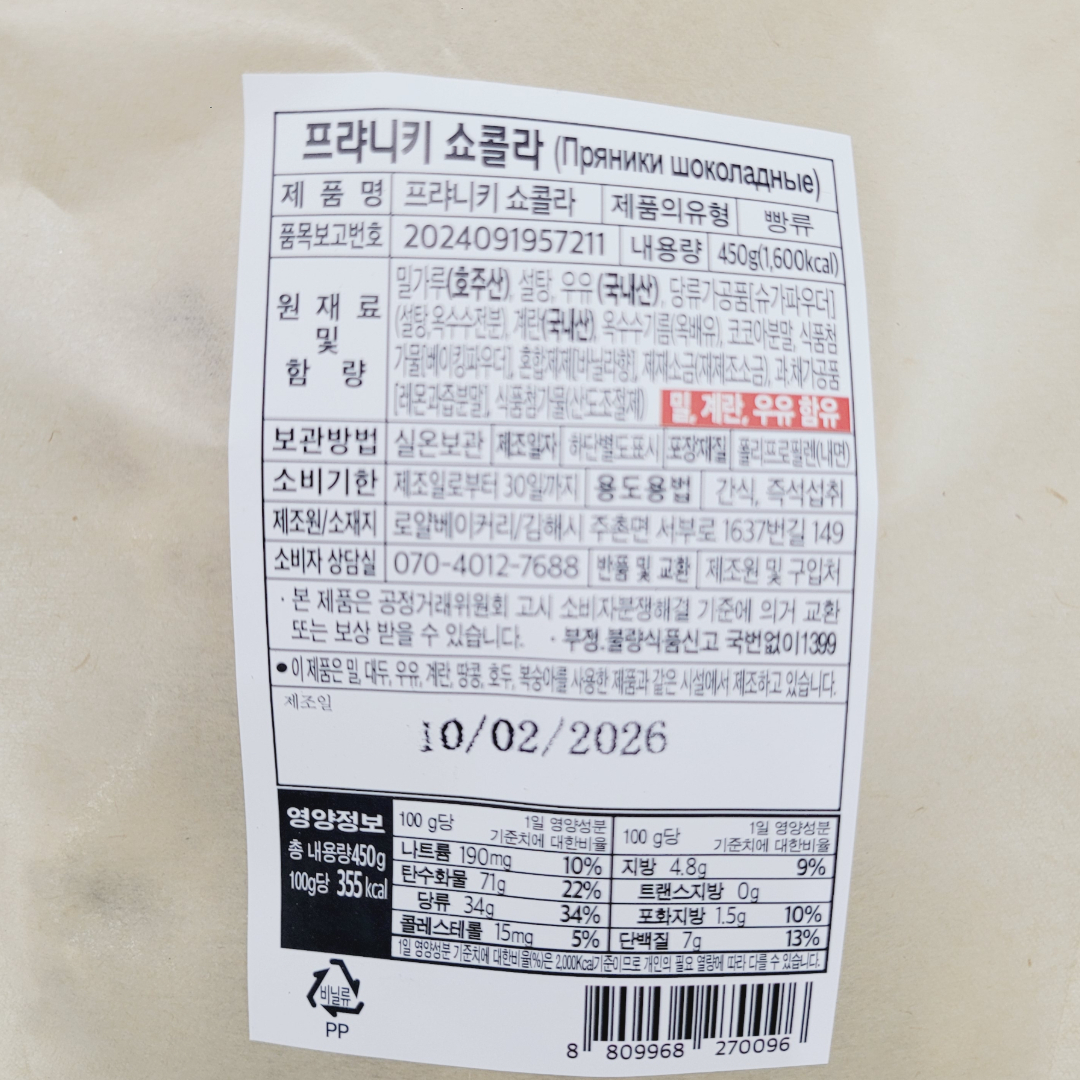 프랴니키 쇼콜라 (Пряники шоколадные)
제 품 명 프랴니키 쇼콜라 제품의유형 빵류
품목보고번호 2024091957211 내용량 450g(1,600kcal)
원 재 료 및 함 량
밀가루(호주산), 설탕, 우유(국내산), 당류가공품[슈가파우더]
(설탕,옥수수전분), 계란(국내산), 옥수수기름(옥배유), 코코아분말, 식품첨
가물[베이킹파우더], 혼합제제[바닐라향], 재제소금(재제조소금), 과.채가공품
[레몬과즙분말], 식품첨가물(산도조절제) 밀, 계란, 우유 함유
보관방법 실온보관 제조일자 하단별도표시 포장재질 폴리프로필렌(내면)
소비기한 제조일로부터 30일까지 용도용법 간식, 즉석섭취
제조원/소재지 로얄베이커리/김해시 주촌면 서부로 1637번길 149
소비자 상담실 070-4012-7688 반품 및 교환 제조원 및 구입처
· 본 제품은 공정거래위원회 고시 소비자분쟁해결 기준에 의거 교환
또는 보상 받을 수 있습니다. · 부정.불량식품신고 국번없이1399
● 이 제품은 밀, 대두, 우유, 계란, 땅콩, 호두, 복숭아를 사용한 제품과 같은 시설에서 제조하고 있습니다.
제조일
10/02/2026
영양정보
총 내용량450g
100g당 355 kcal
100 g당 1일 영양성분 기준치에 대한비율
나트륨 190mg 10%
탄수화물 71g 22%
당류 34g 34%
콜레스테롤 15mg 5%
100 g당 1일 영양성분 기준치에 대한비율
지방 4.8g 9%
트랜스지방 0g
포화지방 1.5g 10%
단백질 7g 13%
1일 영양성분 기준치에 대한비율(%)은 2,000Kcal기준이므로 개인의 필요 열량에 따라 다를 수 있습니다.
비닐류
PP
8 809968 270096